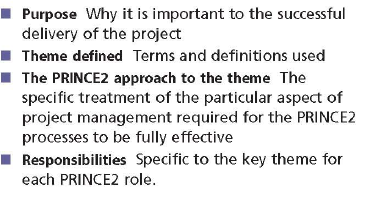 ■ Purpose Why it is important to the successful
delivery of the project
■ Theme defined Terms and definitions used
■ The PRINCE2 approach to the theme The
specific treatment of the particular aspect of
project management required for the PRINCE2
processes to be fully effective
■ Responsibilities Specific to the key theme for
each PRINCE2 role.